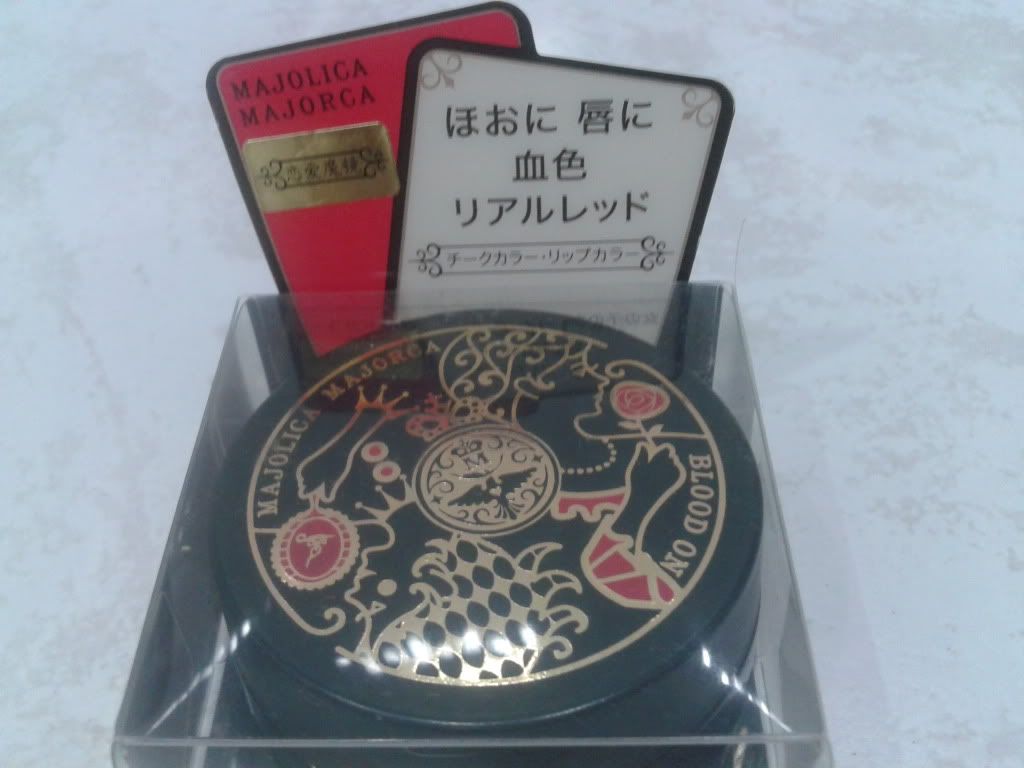 MAJOLICA
MAJORCA
恋愛魔鏡
ほおに 唇に
血色
リアルレッド
チークカラー・リップカラー
MAJOLICA MAJORCA
M
BLOOD ON